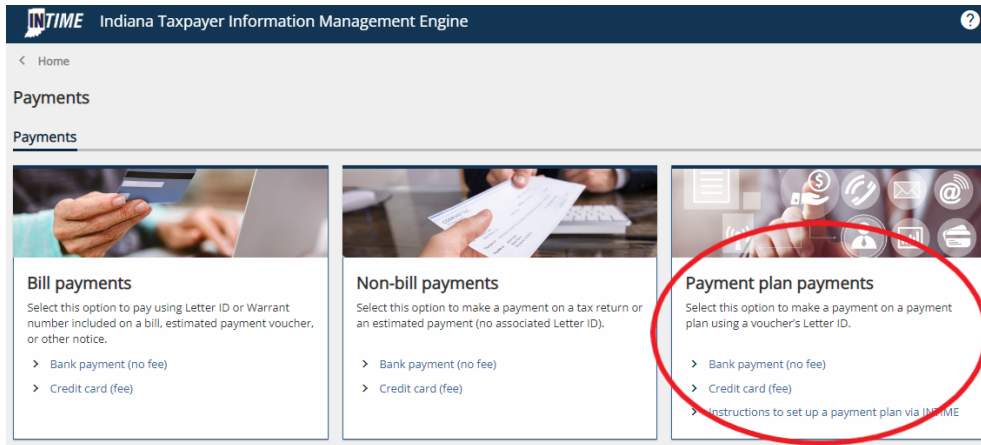 INTIME Indiana Taxpayer Information Management Engine ?
< Home
Payments
Payments
Bill payments
Select this option to pay using Letter ID or Warrant
number included on a bill, estimated payment voucher,
or other notice.
> Bank payment (no fee)
> Credit card (fee)
Non-bill payments
Select this option to make a payment on a tax return or
an estimated payment (no associated Letter ID).
> Bank payment (no fee)
> Credit card (fee)
$
@
Payment plan payments
Select this option to make a payment on a payment
plan using a voucher's Letter ID.
> Bank payment (no fee)
> Credit card (fee)
> Instructions to set up a payment plan via INTIME